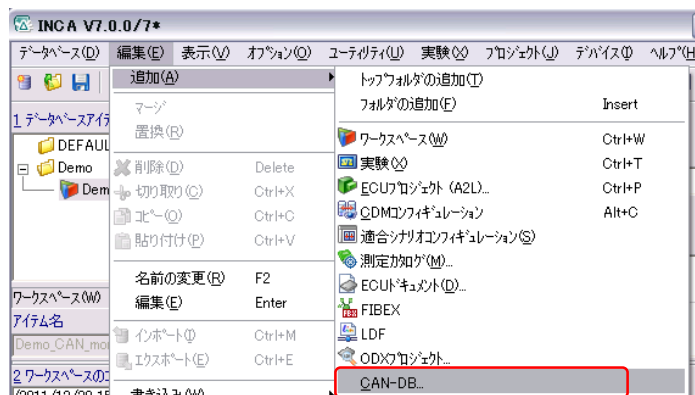 INCA V7.0.0/7*
データベース(D) 編集(E) 表示(V) オプション(O) ユーティリティ(U) 実験(X) プロジェクト(J) デバイス(I) ヘルプ(H
追加(A)
マージ
置換(R)
削除(D) Delete
切り取り(C) Ctrl+X
コピー(O) Ctrl+C
貼り付け(P) Ctrl+V
名前の変更(R) F2
編集(E) Enter
インポート(I) Ctrl+M
エクスポート(E) Ctrl+E
書き込み(W)
トップフォルダの追加(T)
フォルダの追加(F) Insert
ワークスペース(W) Ctrl+W
実験(X) Ctrl+T
ECUプロジェクト (A2L)... Ctrl+P
CDMコンフィギュレーション Alt+C
適合シナリオコンフィギュレーション(S)
測定カタログ(M)...
ECUドキュメント(D)...
FIBEX
LDF
ODXプロジェクト...
CAN-DB...
1 データベースアイテ
DEFAUL
Demo
Dem
ワークスペース(W)
アイテム名
Demo_CAN_mo
2 ワークスペースのコ